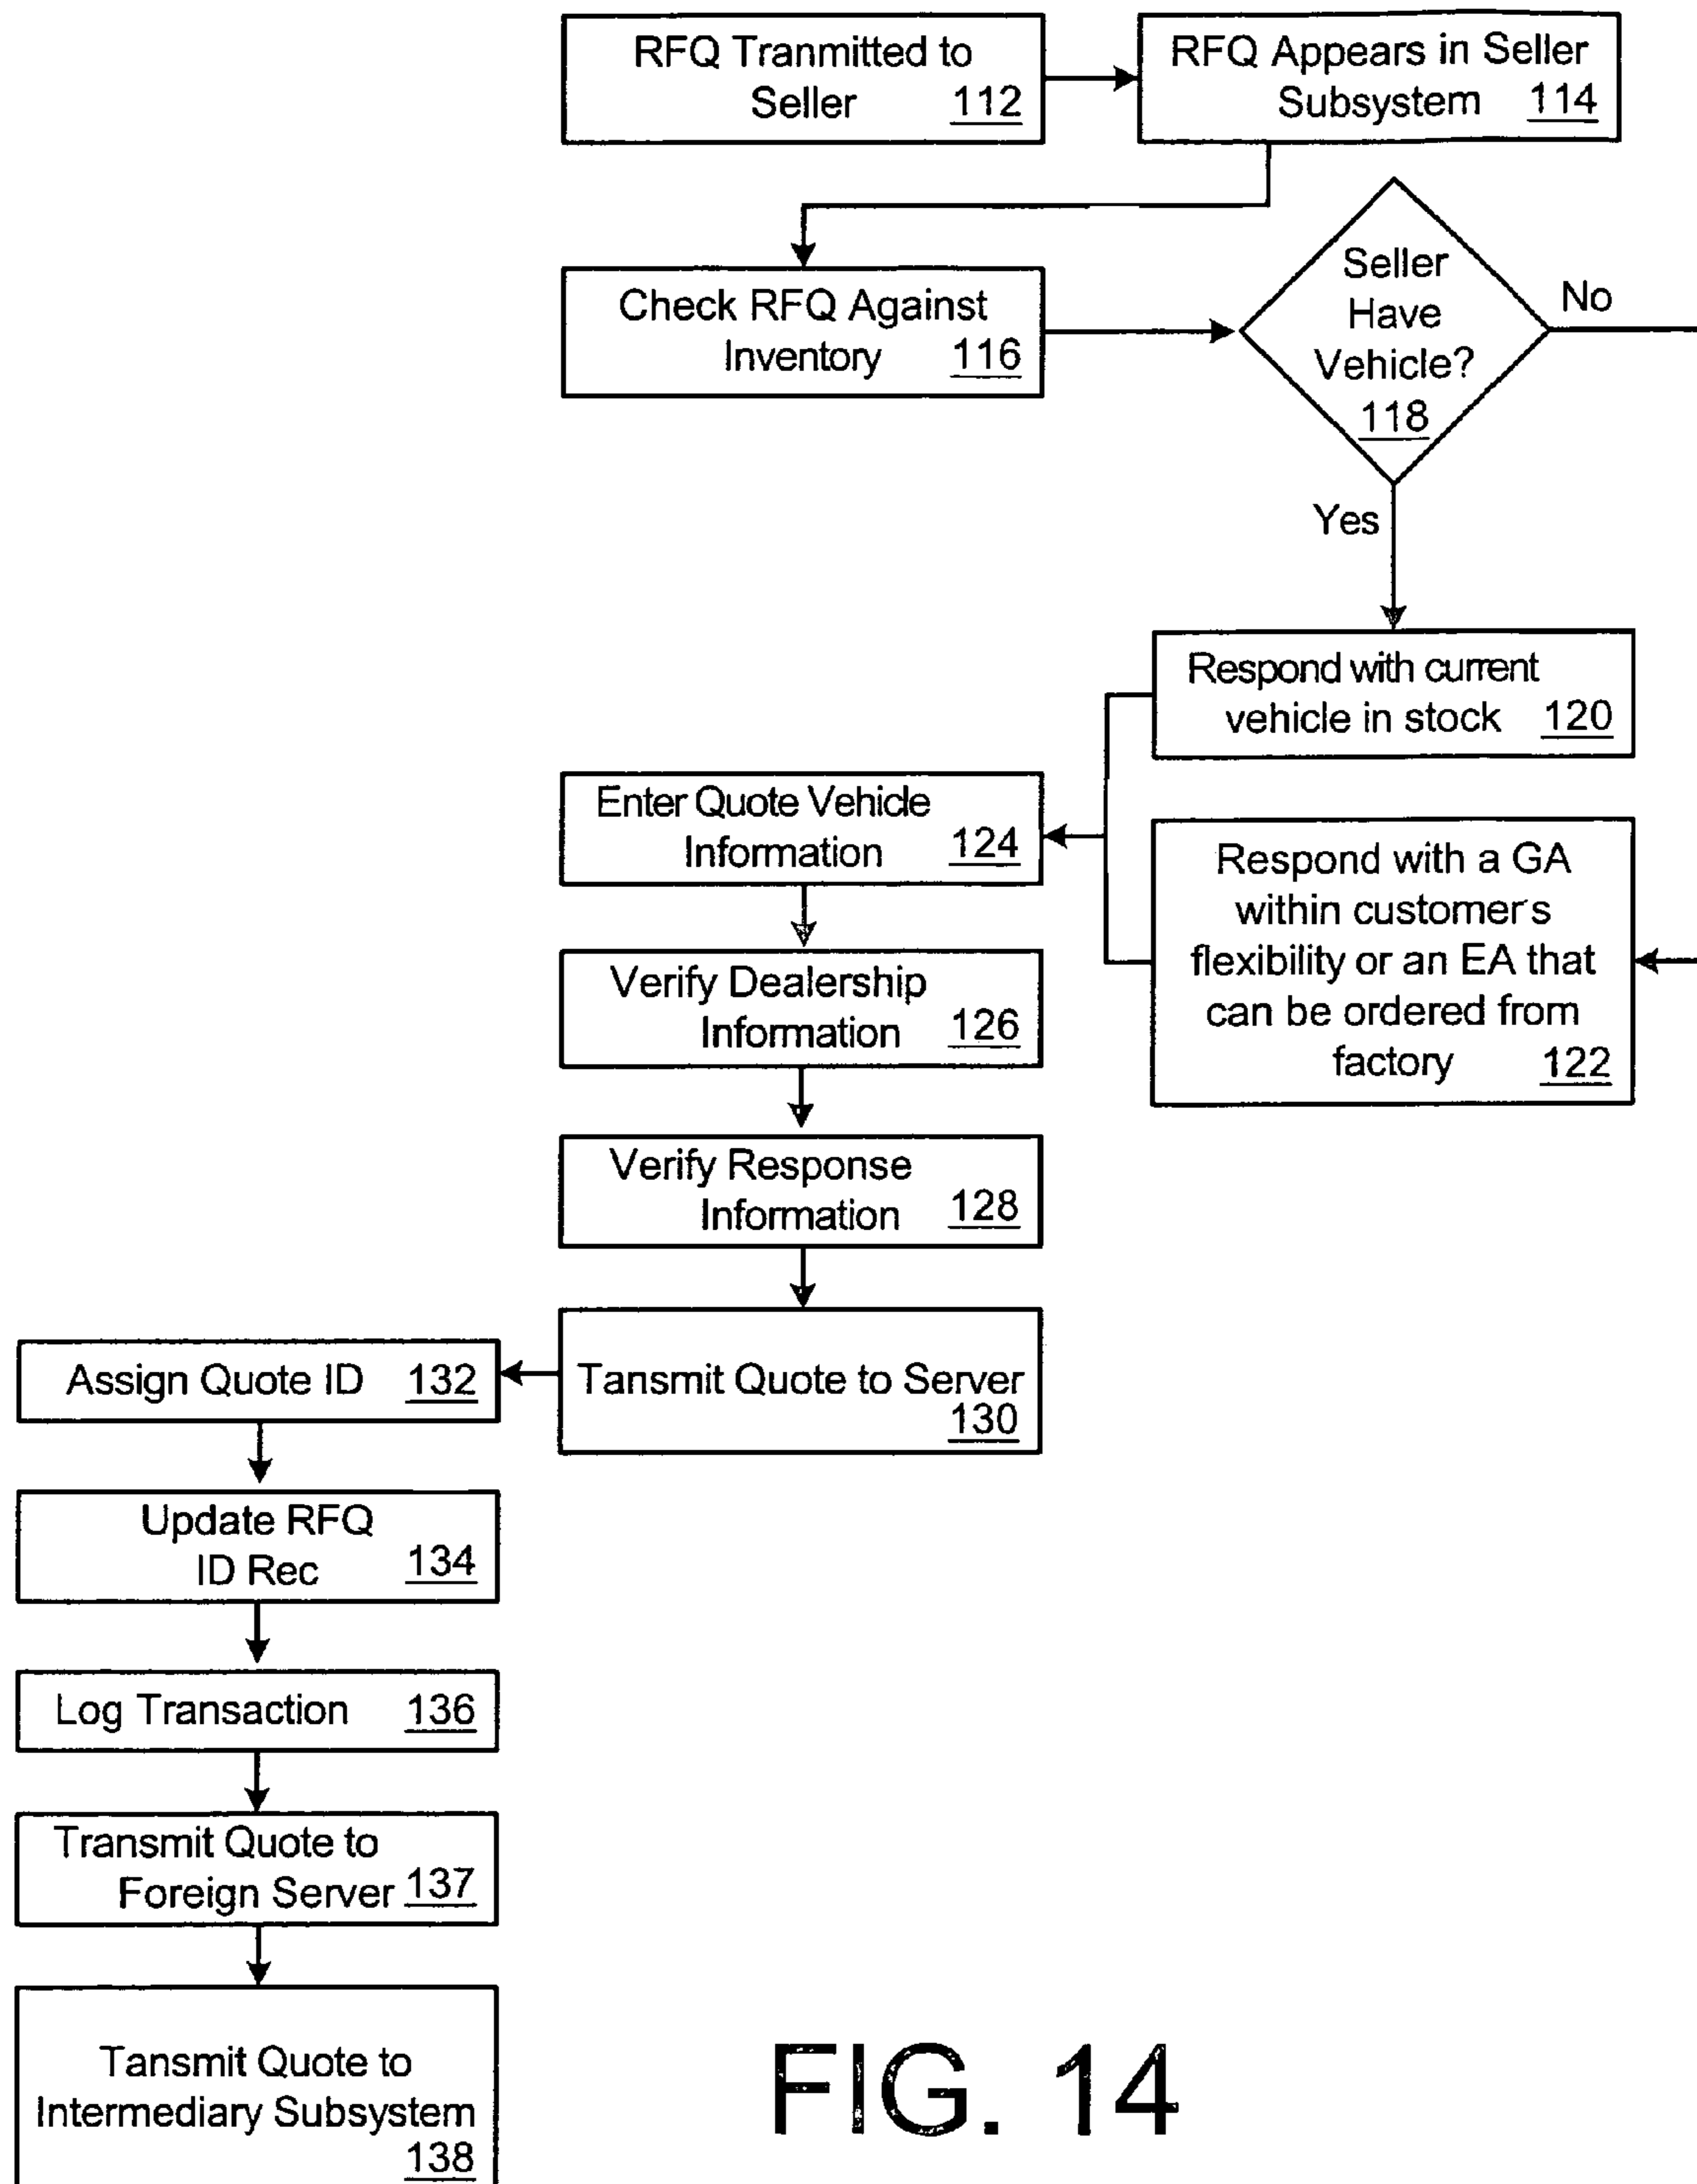 RFQ Tranmitted to
Seller 112
RFQ Appears in Seller
Subsystem 114
Check RFQ Against
Inventory 116
Seller
Have
Vehicle?
118
No
Yes
Respond with current
vehicle in stock 120
Respond with a GA
within customer's
flexibility or an EA that
can be ordered from
factory 122
Enter Quote Vehicle
Information 124
Verify Dealership
Information 126
Verify Response
Information 128
Tansmit Quote to Server
130
Assign Quote ID 132
Update RFQ
ID Rec 134
Log Transaction 136
Transmit Quote to
Foreign Server 137
Tansmit Quote to
Intermediary Subsystem
138
FIG. 14